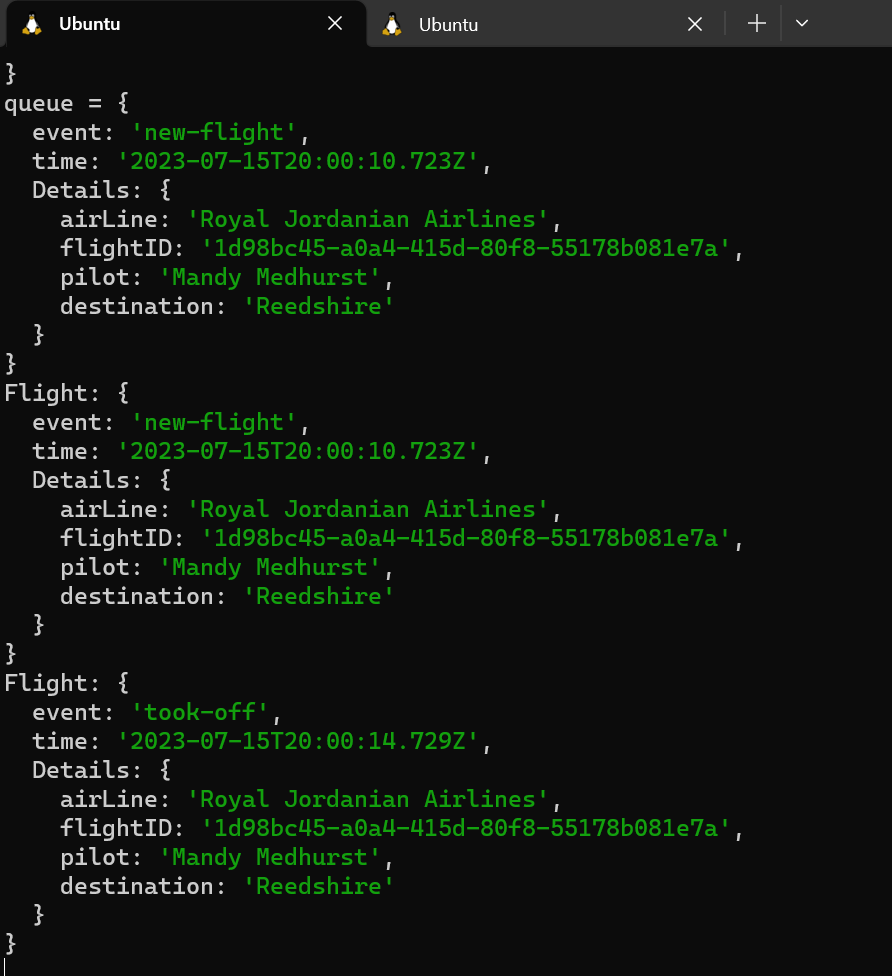 Ubuntu
Ubuntu
}
queue = {
  event: 'new-flight',
  time: '2023-07-15T20:00:10.723Z',
  Details: {
    airLine: 'Royal Jordanian Airlines',
    flightID: '1d98bc45-a0a4-415d-80f8-55178b081e7a',
    pilot: 'Mandy Medhurst',
    destination: 'Reedshire'
  }
}
Flight: {
  event: 'new-flight',
  time: '2023-07-15T20:00:10.723Z',
  Details: {
    airLine: 'Royal Jordanian Airlines',
    flightID: '1d98bc45-a0a4-415d-80f8-55178b081e7a',
    pilot: 'Mandy Medhurst',
    destination: 'Reedshire'
  }
}
Flight: {
  event: 'took-off',
  time: '2023-07-15T20:00:14.729Z',
  Details: {
    airLine: 'Royal Jordanian Airlines',
    flightID: '1d98bc45-a0a4-415d-80f8-55178b081e7a',
    pilot: 'Mandy Medhurst',
    destination: 'Reedshire'
  }
}